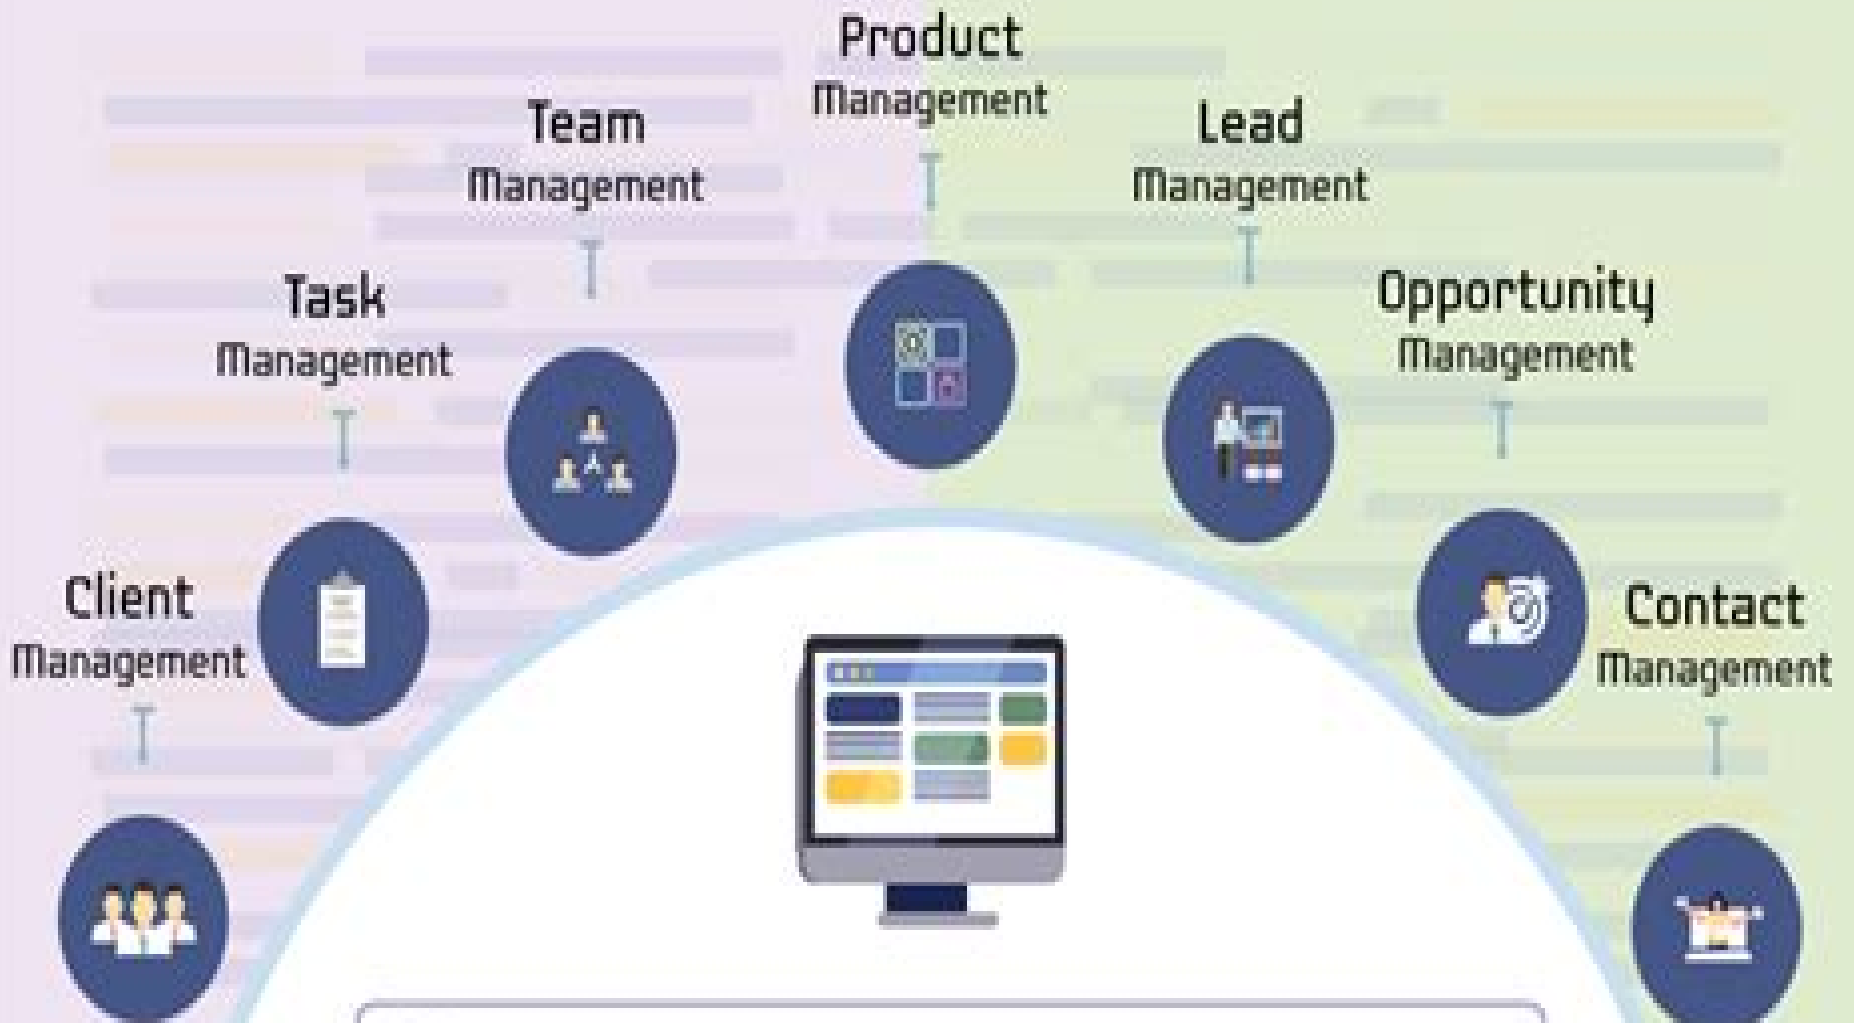 Product
Management
Team
Management
Lead
Management
Task
Management
Opportunity
Management
Client
Management
Contact
Management